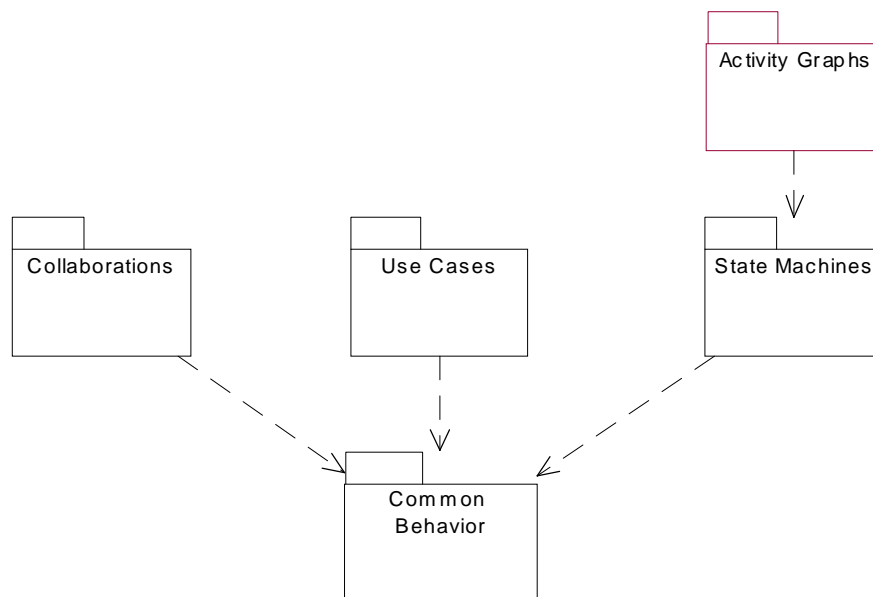 Activity Graphs
Collaborations
Use Cases
State Machines
Common
Behavior